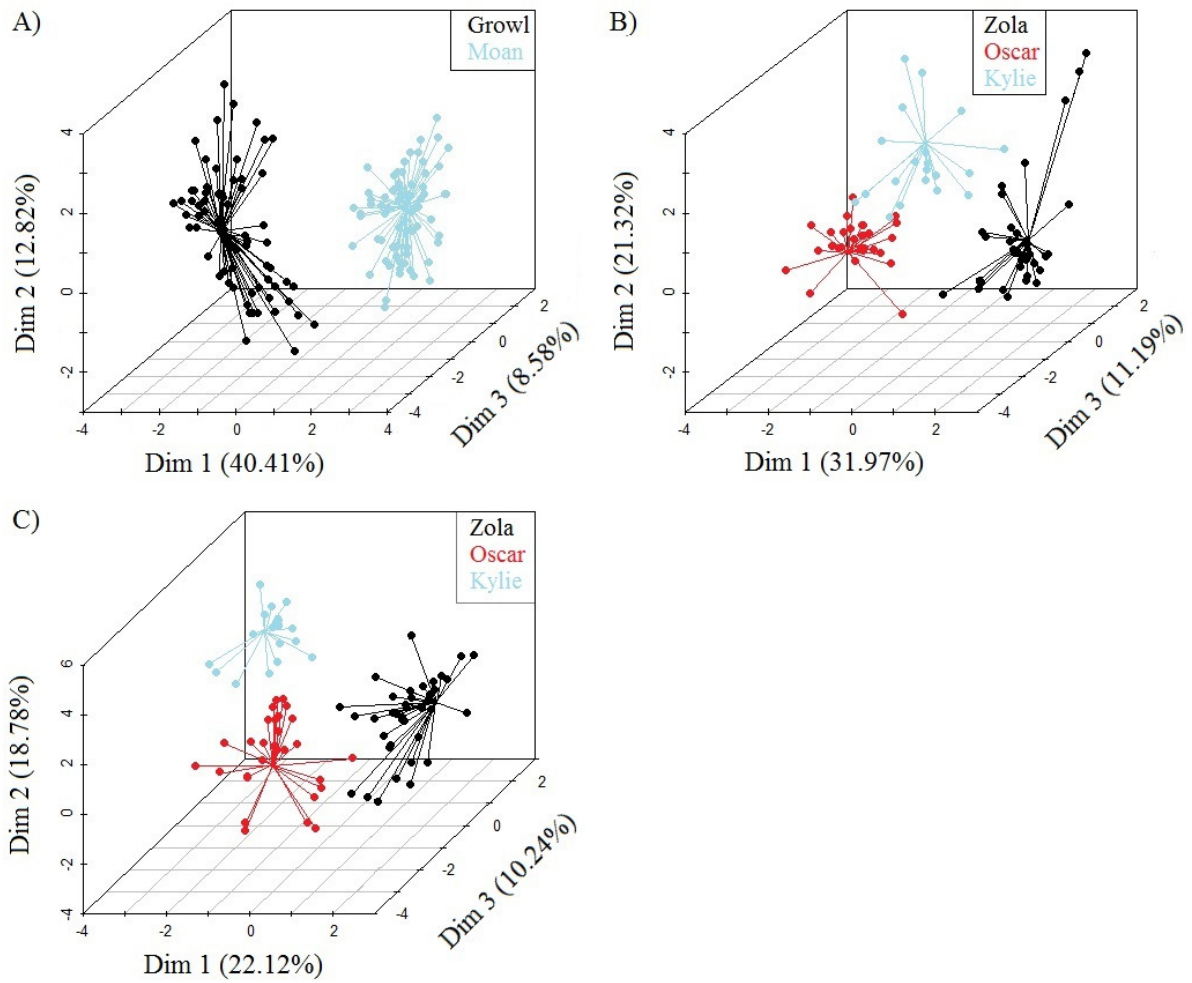 A)
Growl
Moan
4
2
0
-2
Dim 2 (12.82%)
-4
-2
0
2
4
Dim 1 (40.41%)
-4
-2
0
2
Dim 3 (8.58%)
B)
Zola
Oscar
Kylie
4
2
0
-2
Dim 2 (21.32%)
-4
-2
0
2
Dim 1 (31.97%)
-4
-2
0
2
Dim 3 (11.19%)
C)
Zola
Oscar
Kylie
6
4
2
0
-2
-4
Dim 2 (18.78%)
-4
-2
0
2
Dim 1 (22.12%)
-4
-2
0
2
Dim 3 (10.24%)